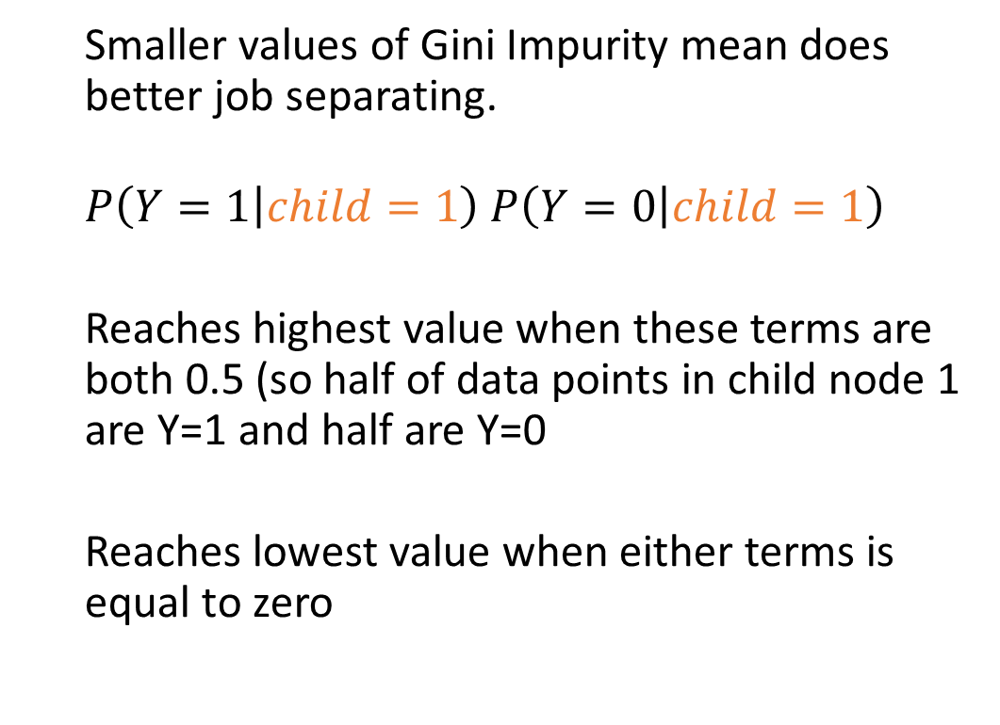 Smaller values of Gini Impurity mean does
better job separating.
𝑃(𝑌 = 1|𝑐ℎ𝑖𝑙𝑑 = 1) 𝑃(𝑌 = 0|𝑐ℎ𝑖𝑙𝑑 = 1)
Reaches highest value when these terms are
both 0.5 (so half of data points in child node 1
are Y=1 and half are Y=0
Reaches lowest value when either terms is
equal to zero